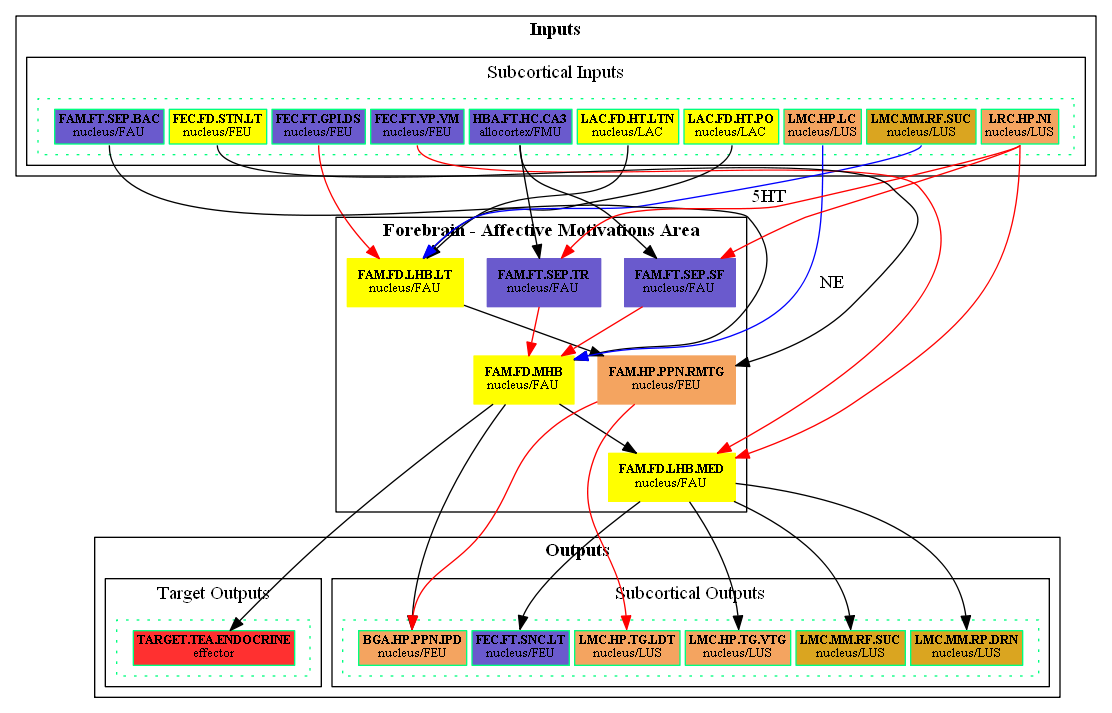 Inputs
Subcortical Inputs
FAM.FT.SEP.BAC
nucleus/FAU
FEC.FD.STN.LT
nucleus/FEU
FEC.FT.GPI.DS
nucleus/FEU
FEC.FT.VP.VM
nucleus/FEU
HBA.FT.HC.CA3
allocortex/FMU
LAC.FD.HT.LTN
nucleus/LAC
LAC.FD.HT.PO
nucleus/LAC
LMC.HP.LC
nucleus/LUS
LMC.MM.RF.SUC
nucleus/LUS
LRC.HP.NI
nucleus/LUS
5HT
Forebrain - Affective Motivations Area
FAM.FD.LHB.LT
nucleus/FAU
FAM.FT.SEP.TR
nucleus/FAU
FAM.FT.SEP.SF
nucleus/FAU
NE
FAM.FD.MHB
nucleus/FAU
FAM.HP.PPN.RMTG
nucleus/FEU
FAM.FD.LHB.MED
nucleus/FAU
Outputs
Target Outputs
TARGET.TEA.ENDOCRINE
effector
Subcortical Outputs
BGA.HP.PPN.IPD
nucleus/FEU
FEC.FT.SNC.LT
nucleus/FEU
LMC.HP.TG.LDT
nucleus/LUS
LMC.HP.TG.VTG
nucleus/LUS
LMC.MM.RF.SUC
nucleus/LUS
LMC.MM.RP.DRN
nucleus/LUS